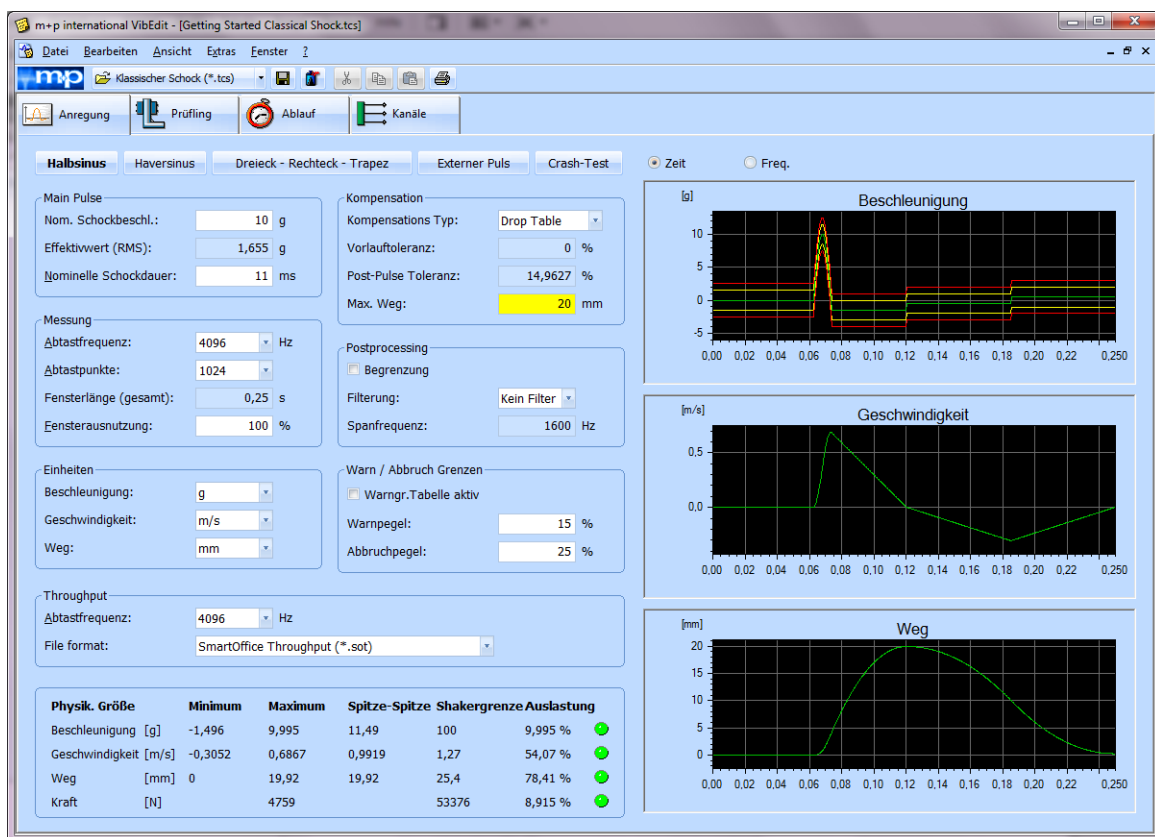 m+p international VibEdit - [Getting Started Classical Shock.tcs]
Datei Bearbeiten Ansicht Extras Fenster ?
m+p Klassischer Schock (*.tcs)
Anregung Prüfling Ablauf Kanäle
Halbsinus Haversinus Dreieck - Rechteck - Trapez Externer Puls Crash-Test Zeit Freq.
Main Pulse
Nom. Schockbeschl.: 10 g
Effektivwert (RMS): 1,655 g
Nominelle Schockdauer: 11 ms
Kompensation
Kompensations Typ: Drop Table
Vorlauftoleranz: 0 %
Post-Pulse Toleranz: 14,9627 %
Max. Weg: 20 mm
Messung
Abtastfrequenz: 4096 Hz
Abtastpunkte: 1024
Fensterlänge (gesamt): 0,25 s
Fensterausnutzung: 100 %
Postprocessing
Begrenzung
Filterung: Kein Filter
Spanfrequenz: 1600 Hz
Einheiten
Beschleunigung: g
Geschwindigkeit: m/s
Weg: mm
Warn / Abbruch Grenzen
Warngr.Tabelle aktiv
Warnpegel: 15 %
Abbruchpegel: 25 %
Throughput
Abtastfrequenz: 4096 Hz
File format: SmartOffice Throughput (*.sot)
Physik. Größe Minimum Maximum Spitze-Spitze Shakergrenze Auslastung
Beschleunigung [g] -1,496 9,995 11,49 100 9,995 %
Geschwindigkeit [m/s] -0,3052 0,6867 0,9919 1,27 54,07 %
Weg [mm] 0 19,92 19,92 25,4 78,41 %
Kraft [N] 4759 53376 8,915 %
[g] Beschleunigung
10
5
0
-5
0,00 0,02 0,04 0,06 0,08 0,10 0,12 0,14 0,16 0,18 0,20 0,22 0,250
[m/s] Geschwindigkeit
0,5
0,0
0,00 0,02 0,04 0,06 0,08 0,10 0,12 0,14 0,16 0,18 0,20 0,22 0,250
[mm] Weg
20
15
10
5
0
0,00 0,02 0,04 0,06 0,08 0,10 0,12 0,14 0,16 0,18 0,20 0,22 0,250